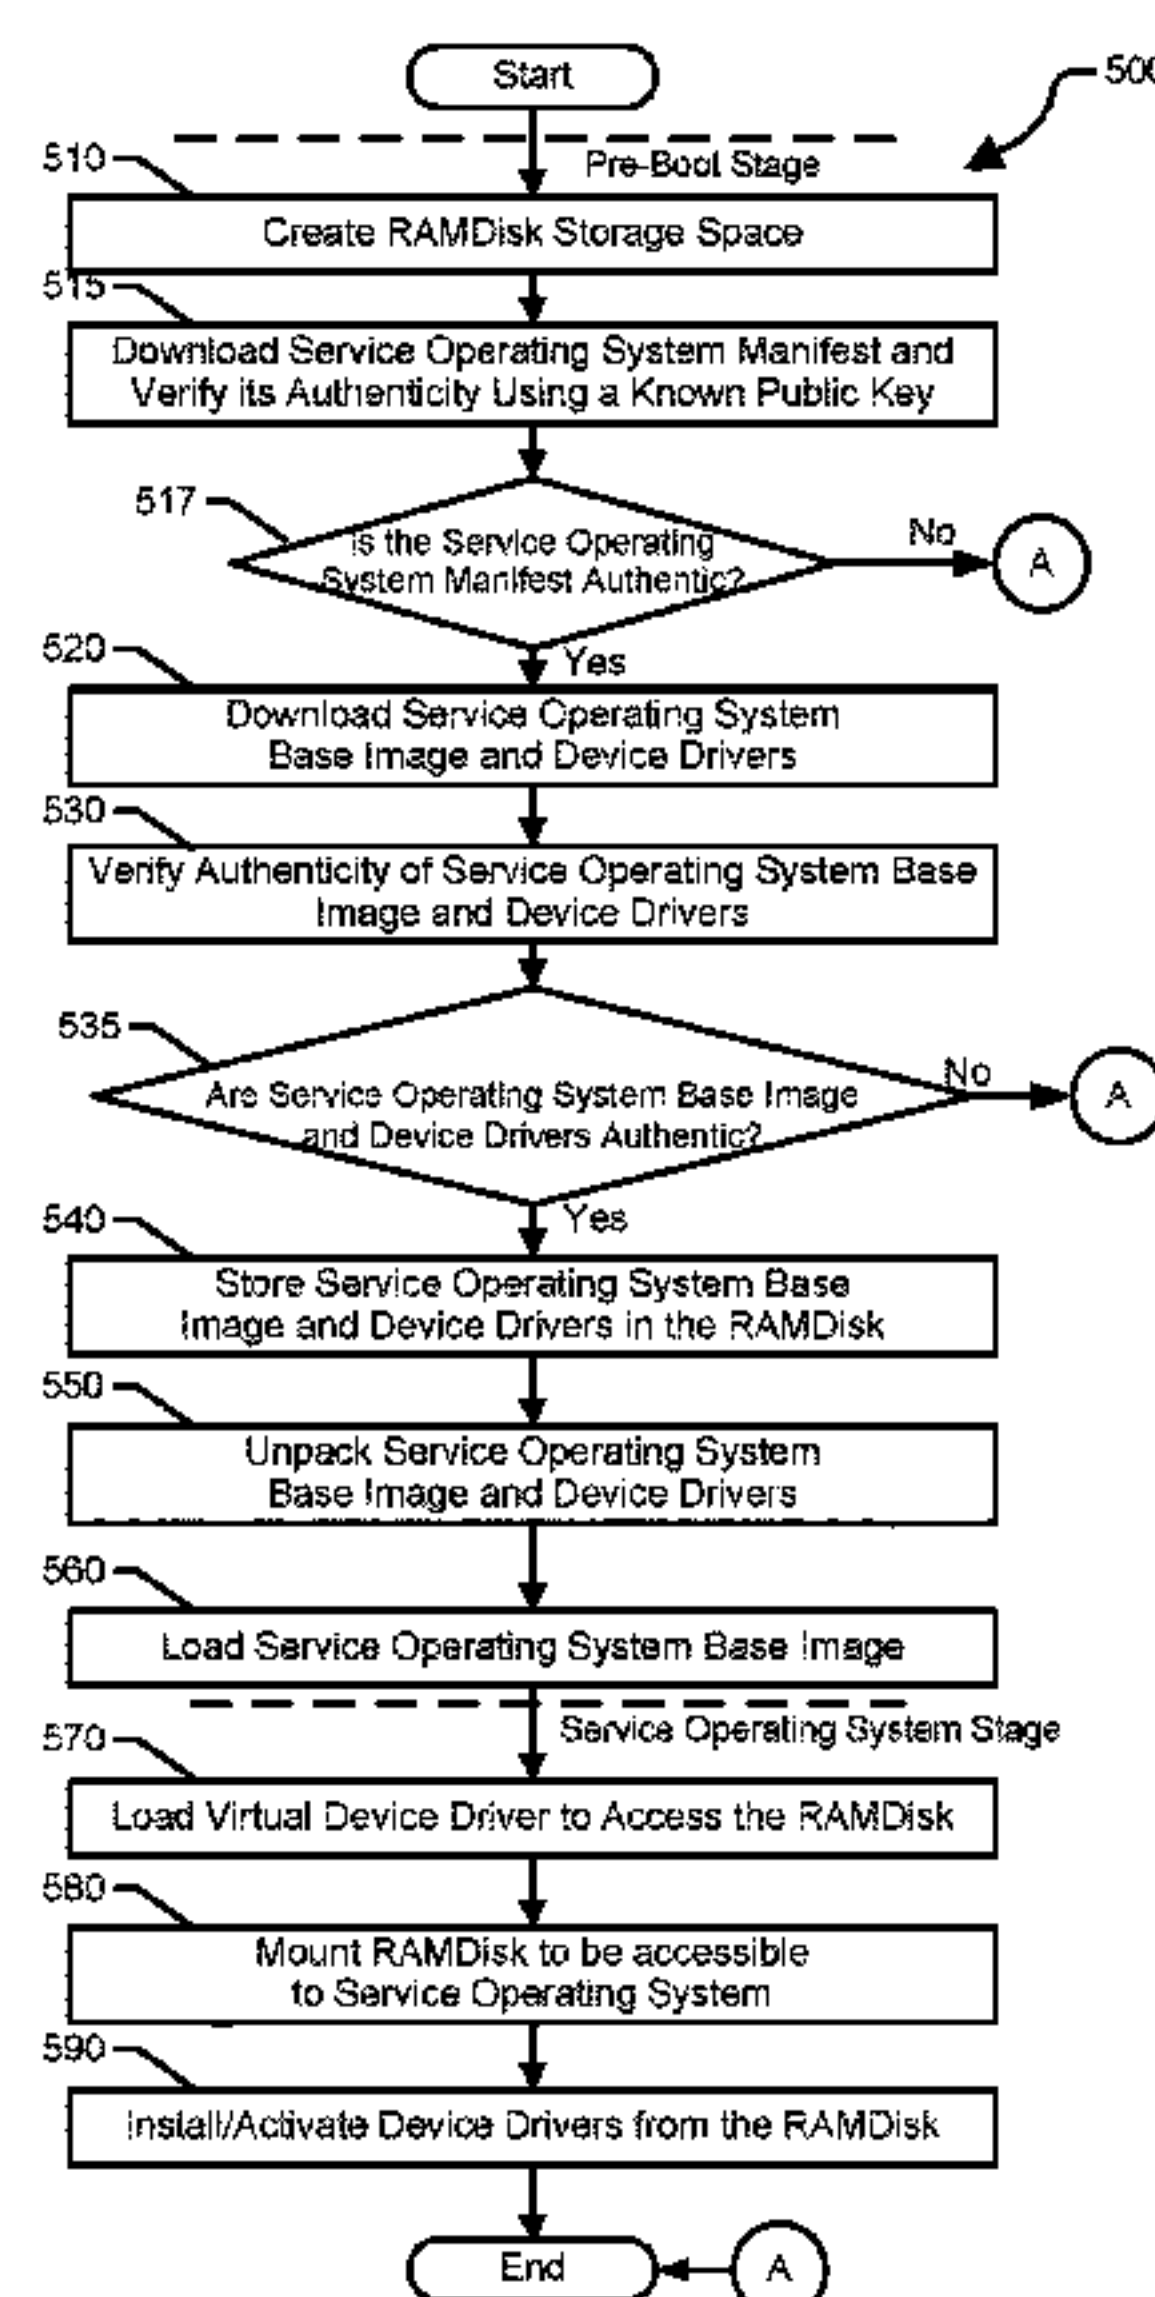 Start
500
Pre-Boot Stage
510
Create RAMDisk Storage Space
515
Download Service Operating System Manifest and
Verify its Authenticity Using a Known Public Key
517
Is the Service Operating
System Manifest Authentic?
No
A
Yes
520
Download Service Operating System
Base Image and Device Drivers
530
Verify Authenticity of Service Operating System Base
Image and Device Drivers
535
Are Service Operating System Base Image
and Device Drivers Authentic?
No
A
Yes
540
Store Service Operating System Base
Image and Device Drivers in the RAMDisk
550
Unpack Service Operating System
Base Image and Device Drivers
560
Load Service Operating System Base Image
Service Operating System Stage
570
Load Virtual Device Driver to Access the RAMDisk
580
Mount RAMDisk to be accessible
to Service Operating System
590
Install/Activate Device Drivers from the RAMDisk
End
A